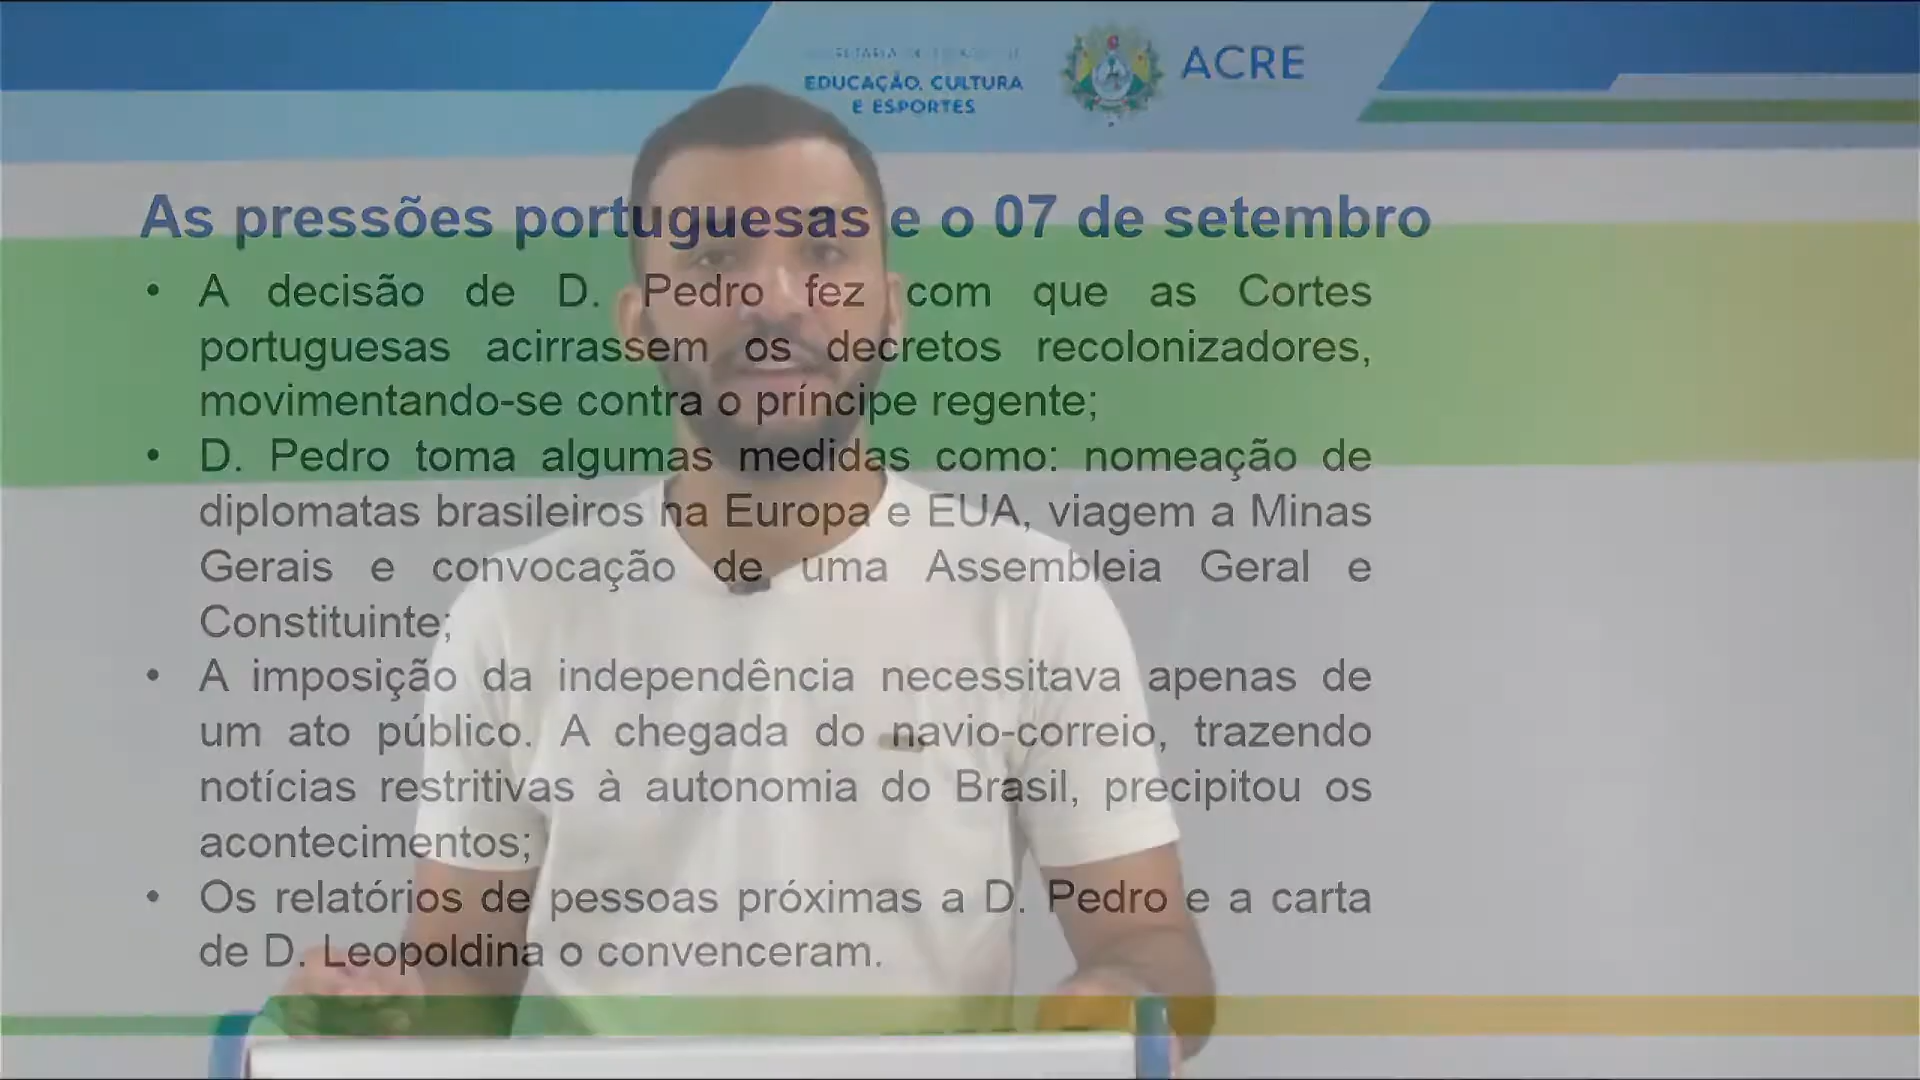 EDUCAÇÃO, CULTURA
E ESPORTES
ACRE
As pressões portuguesas e o 07 de setembro
• A decisão de D. Pedro fez com que as Cortes
portuguesas acirrassem os decretos recolonizadores,
movimentando-se contra o príncipe regente;
• D. Pedro toma algumas medidas como: nomeação de
diplomatas brasileiros na Europa e EUA, viagem a Minas
Gerais e convocação de uma Assembleia Geral e
Constituinte;
• A imposição da independência necessitava apenas de
um ato público. A chegada do navio-correio, trazendo
notícias restritivas à autonomia do Brasil, precipitou os
acontecimentos;
• Os relatórios de pessoas próximas a D. Pedro e a carta
de D. Leopoldina o convenceram.